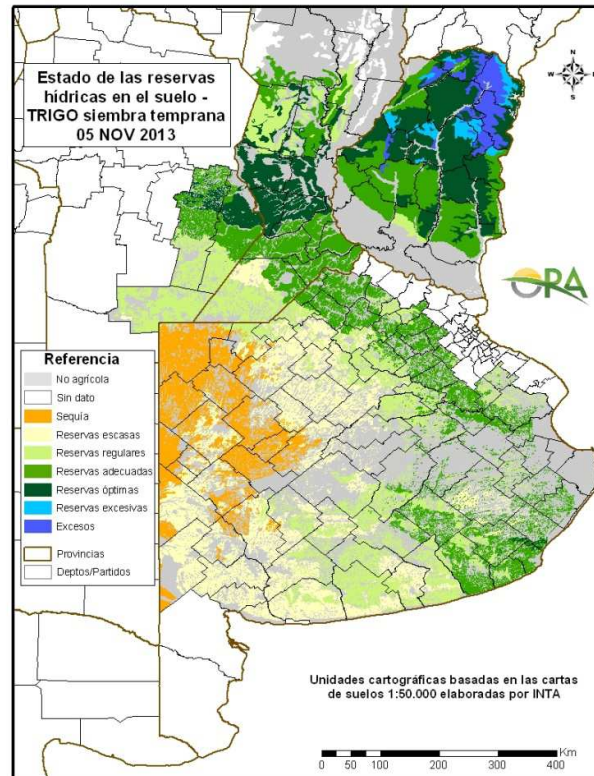 Estado de las reservas
hídricas en el suelo -
TRIGO siembra temprana
05 NOV 2013
N
W E
S
ORA
Referencia
No agrícola
Sin dato
Sequía
Reservas escasas
Reservas regulares
Reservas adecuadas
Reservas óptimas
Reservas excesivas
Excesos
Provincias
Deptos/Partidos
Unidades cartográficas basadas en las cartas
de suelos 1:50.000 elaboradas por INTA
Km
0 25 50 100 200 300 400